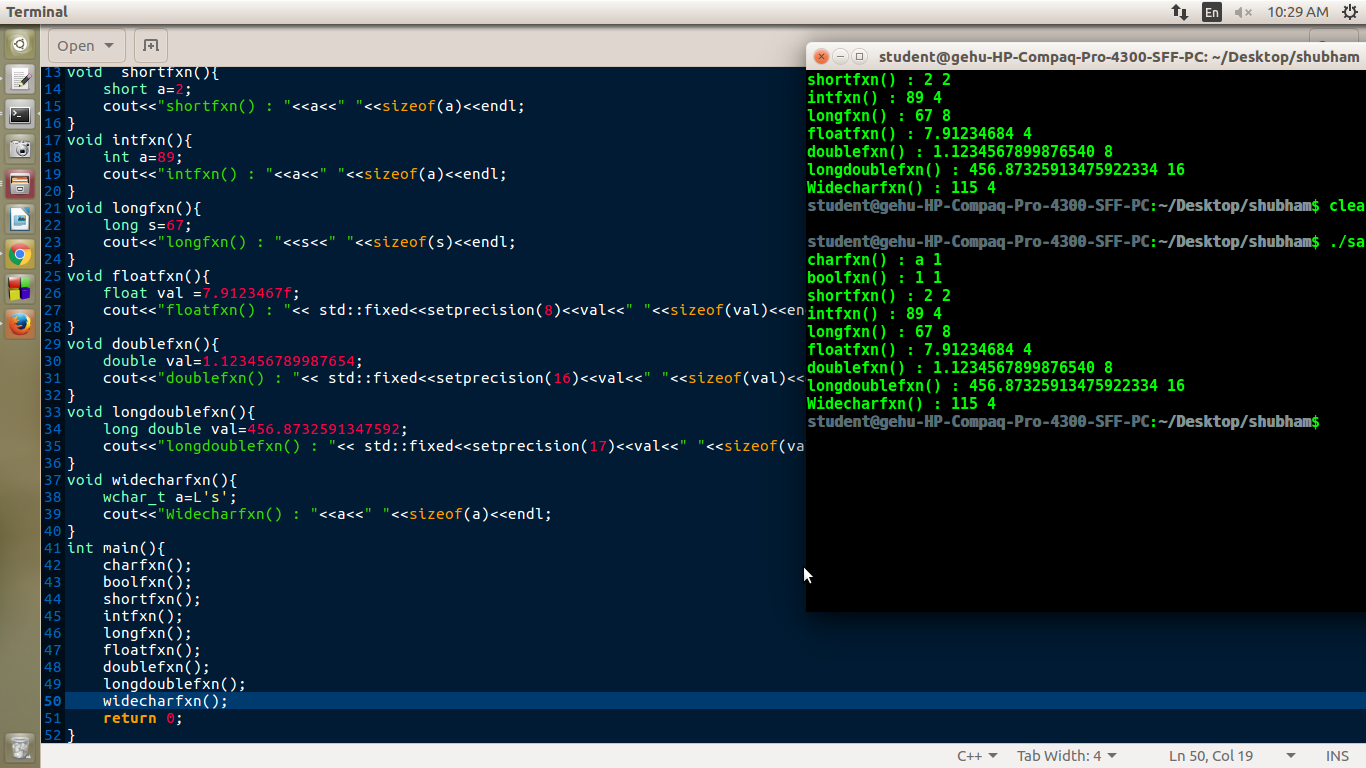 Terminal
En
10:29 AM
Open
student@gehu-HP-Compaq-Pro-4300-SFF-PC: ~/Desktop/shubham
13 void  shortfxn(){
14     short a=2;
15     cout<<"shortfxn() : "<<a<<" "<<sizeof(a)<<endl;
16 }
17 void intfxn(){
18     int a=89;
19     cout<<"intfxn() : "<<a<<" "<<sizeof(a)<<endl;
20 }
21 void longfxn(){
22     long s=67;
23     cout<<"longfxn() : "<<s<<" "<<sizeof(s)<<endl;
24 }
25 void floatfxn(){
26     float val =7.9123467f;
27     cout<<"floatfxn() : "<< std::fixed<<setprecision(8)<<val<<" "<<sizeof(val)<<en
28 }
29 void doublefxn(){
30     double val=1.123456789987654;
31     cout<<"doublefxn() : "<< std::fixed<<setprecision(16)<<val<<" "<<sizeof(val)<<
32 }
33 void longdoublefxn(){
34     long double val=456.8732591347592;
35     cout<<"longdoublefxn() : "<< std::fixed<<setprecision(17)<<val<<" "<<sizeof(va
36 }
37 void widecharfxn(){
38     wchar_t a=L's';
39     cout<<"Widecharfxn() : "<<a<<" "<<sizeof(a)<<endl;
40 }
41 int main(){
42     charfxn();
43     boolfxn();
44     shortfxn();
45     intfxn();
46     longfxn();
47     floatfxn();
48     doublefxn();
49     longdoublefxn();
50     widecharfxn();
51     return 0;
52 }
shortfxn() : 2 2
intfxn() : 89 4
longfxn() : 67 8
floatfxn() : 7.91234684 4
doublefxn() : 1.1234567899876540 8
longdoublefxn() : 456.87325913475922334 16
Widecharfxn() : 115 4
student@gehu-HP-Compaq-Pro-4300-SFF-PC:~/Desktop/shubham$ clea
student@gehu-HP-Compaq-Pro-4300-SFF-PC:~/Desktop/shubham$ ./sa
charfxn() : a 1
boolfxn() : 1 1
shortfxn() : 2 2
intfxn() : 89 4
longfxn() : 67 8
floatfxn() : 7.91234684 4
doublefxn() : 1.1234567899876540 8
longdoublefxn() : 456.87325913475922334 16
Widecharfxn() : 115 4
student@gehu-HP-Compaq-Pro-4300-SFF-PC:~/Desktop/shubham$
C++
Tab Width: 4
Ln 50, Col 19
INS